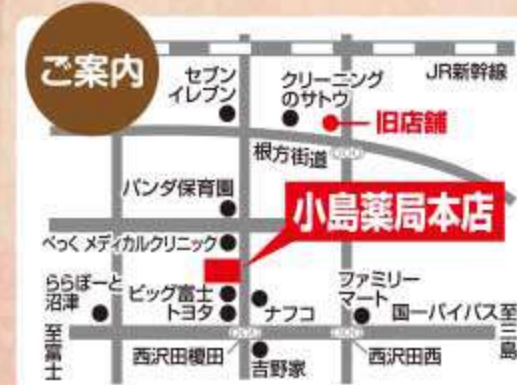 ご案内
JR新幹線
セブン
イレブン
クリーニング
のサトウ
旧店舗
根方街道
パンダ保育園
小島薬局本店
べっく メディカルクリニック
ららぽーと
沼津
ビッグ富士
トヨタ
ナフコ
ファミリー
マート
国一バイパス
至三島
至富士
西沢田榎田
吉野家
西沢田西